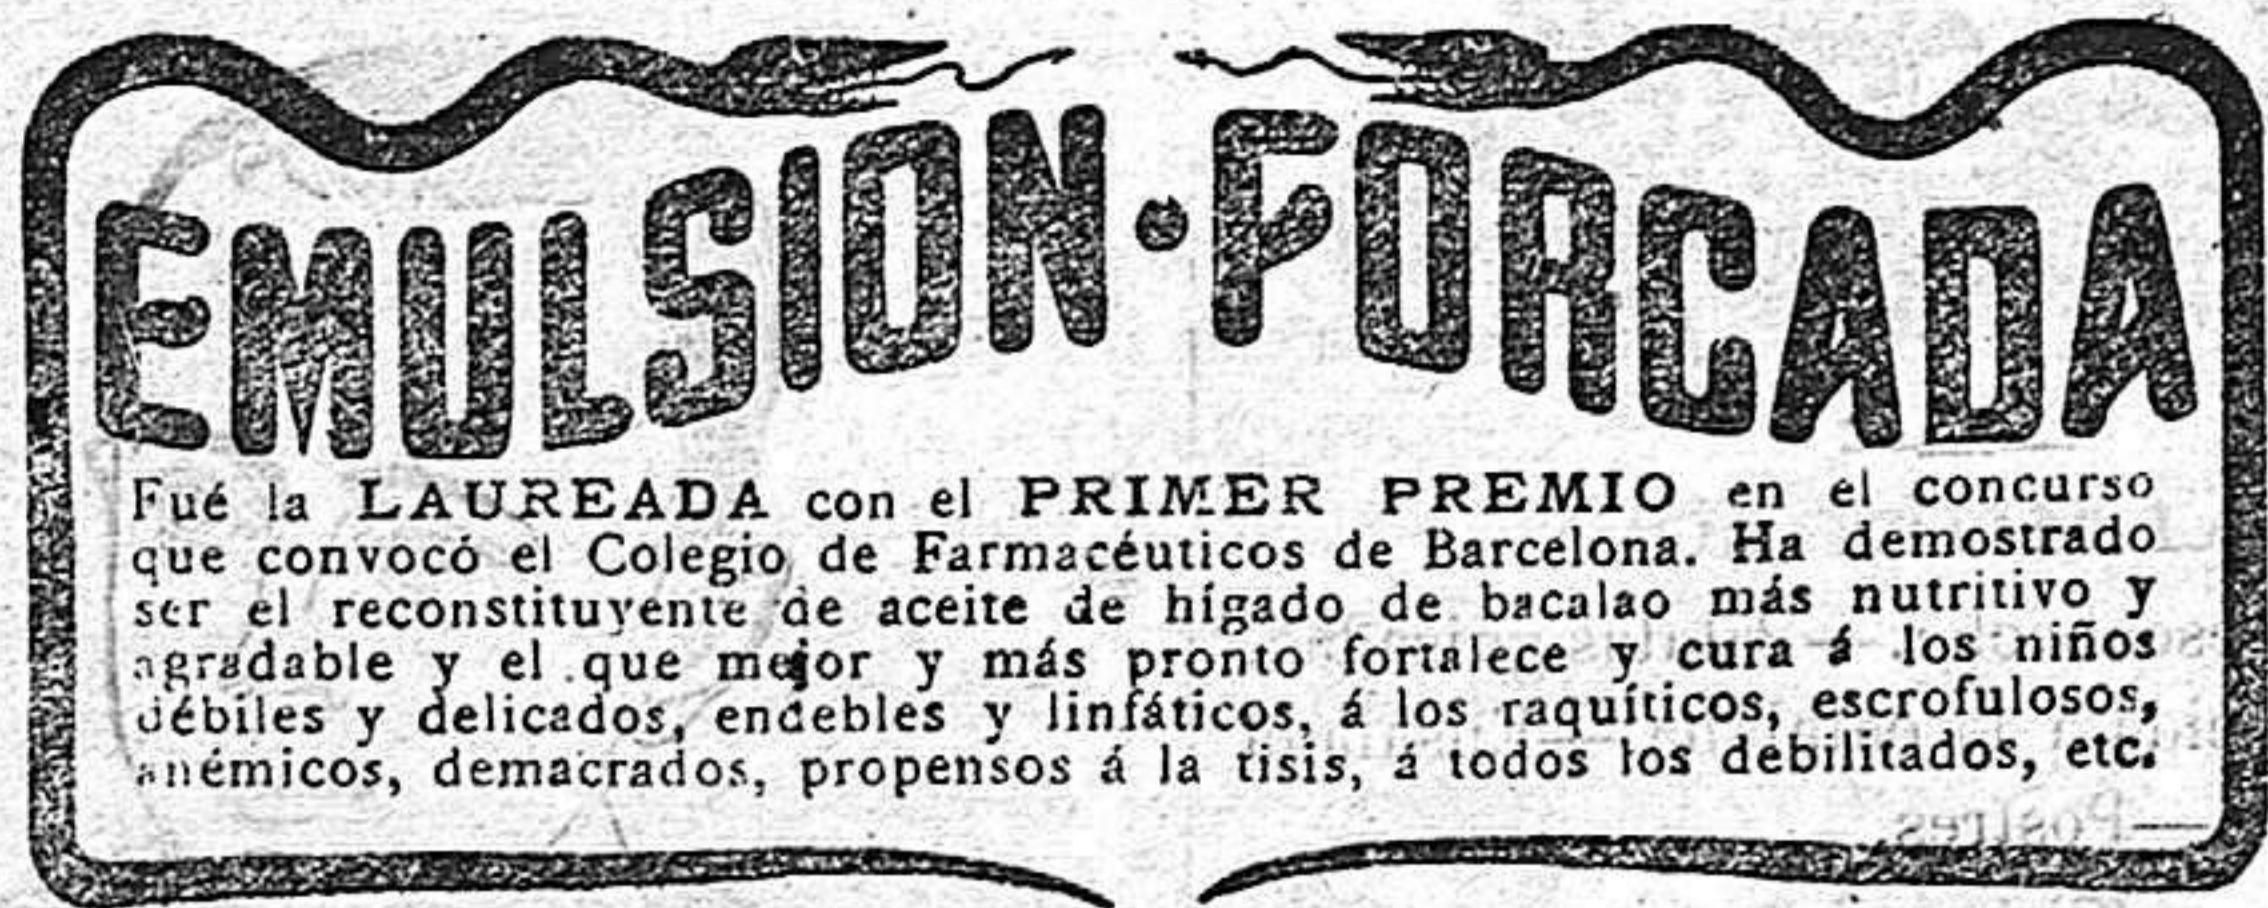 EMULSION·FORCADA
Fué la LAUREADA con el PRIMER PREMIO en el concurso
que convocó el Colegio de Farmacéuticos de Barcelona. Ha demostrado
ser el reconstituyente de aceite de hígado de bacalao más nutritivo y
agradable y el que mejor y más pronto fortalece y cura á los niños
débiles y delicados, endebles y linfáticos, á los raquíticos, escrofulosos,
anémicos, demacrados, propensos á la tisis, á todos los debilitados, etc.